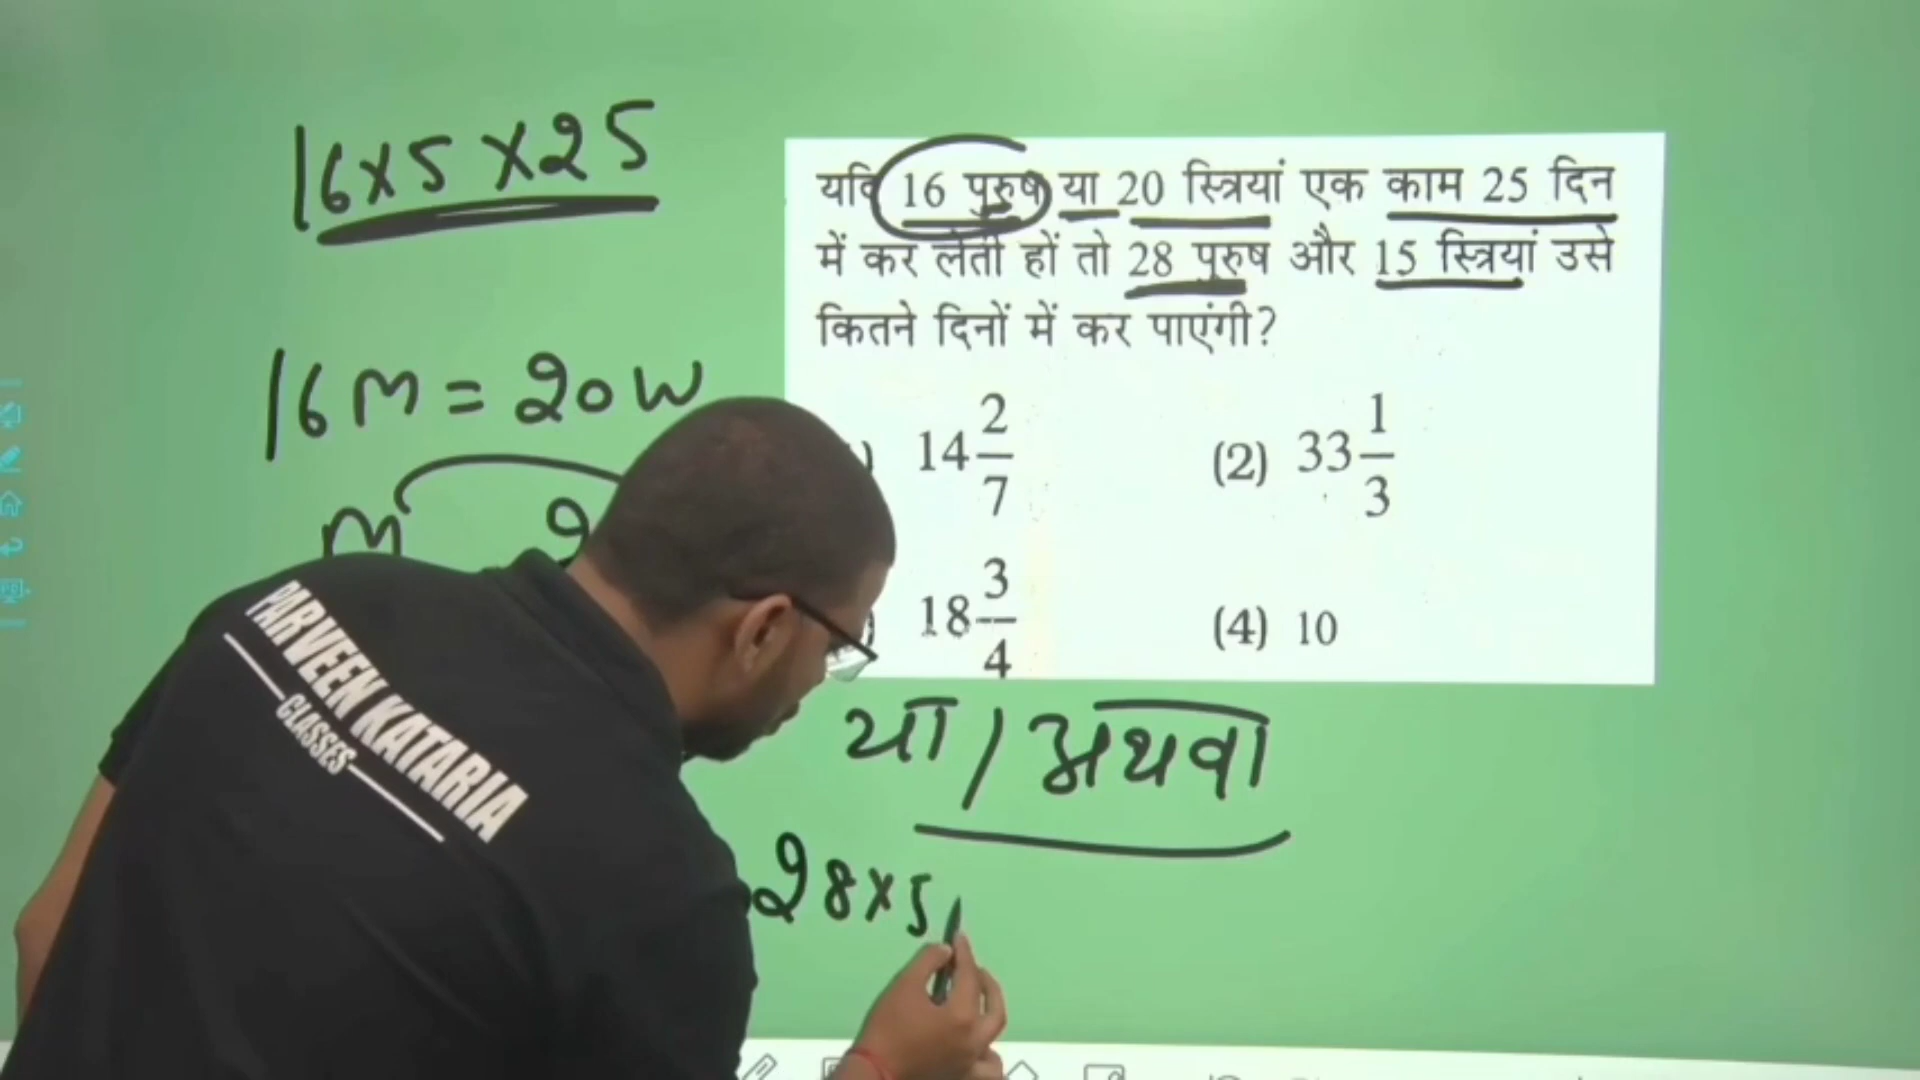 16×5×25
यदि 16 पुरुष या 20 स्त्रियां एक काम 25 दिन
में कर लेती हों तो 28 पुरुष और 15 स्त्रियां उसे
कितने दिनों में कर पाएंगी?
16M = 20W
M
14 2/7
(2) 33 1/3
18 3/4
(4) 10
या / अथवा
28×5
PARVEEN KATARIA
CLASSES